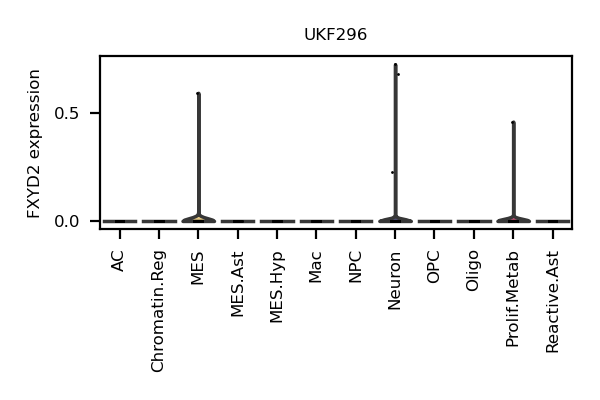 UKF296
FXYD2 expression
0.5
0.0
AC
Chromatin.Reg
MES
MES.Ast
MES.Hyp
Mac
NPC
Neuron
OPC
Oligo
Prolif.Metab
Reactive.Ast